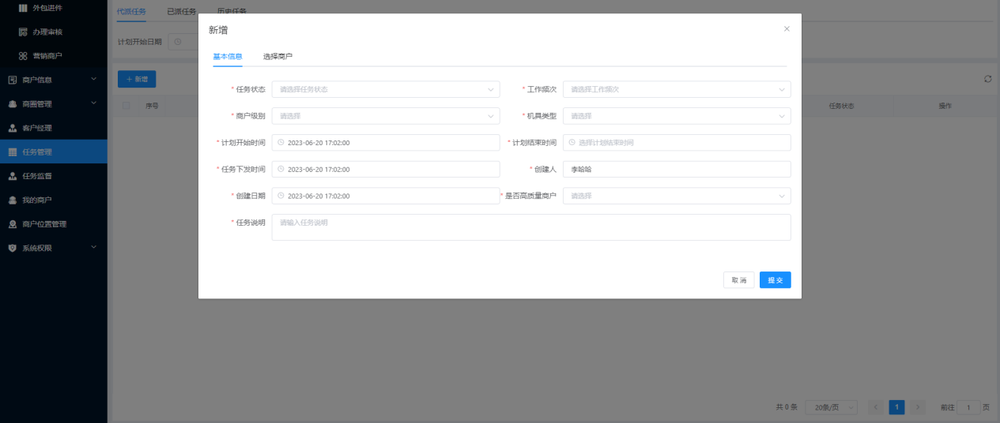 外包进件
办理审核
营销商户
商户信息
商圈管理
客户经理
任务管理
任务监督
我的商户
商户位置管理
系统权限
代派任务 已派任务 历史任务
计划开始日期
+ 新增
序号 任务状态 操作
新增
基本信息 选择商户
* 任务状态 请选择任务状态 * 工作频次 请选择工作频次
* 商户级别 请选择 * 机具类型 请选择
* 计划开始时间 2023-06-20 17:02:00 * 计划结束时间 选择计划结束时间
* 任务下发时间 2023-06-20 17:02:00 * 创建人 李哈哈
* 创建日期 2023-06-20 17:02:00 * 是否高质量商户 请选择
* 任务说明 请输入任务说明
取消 提交
共 0 条 20条/页 1 前往 1 页